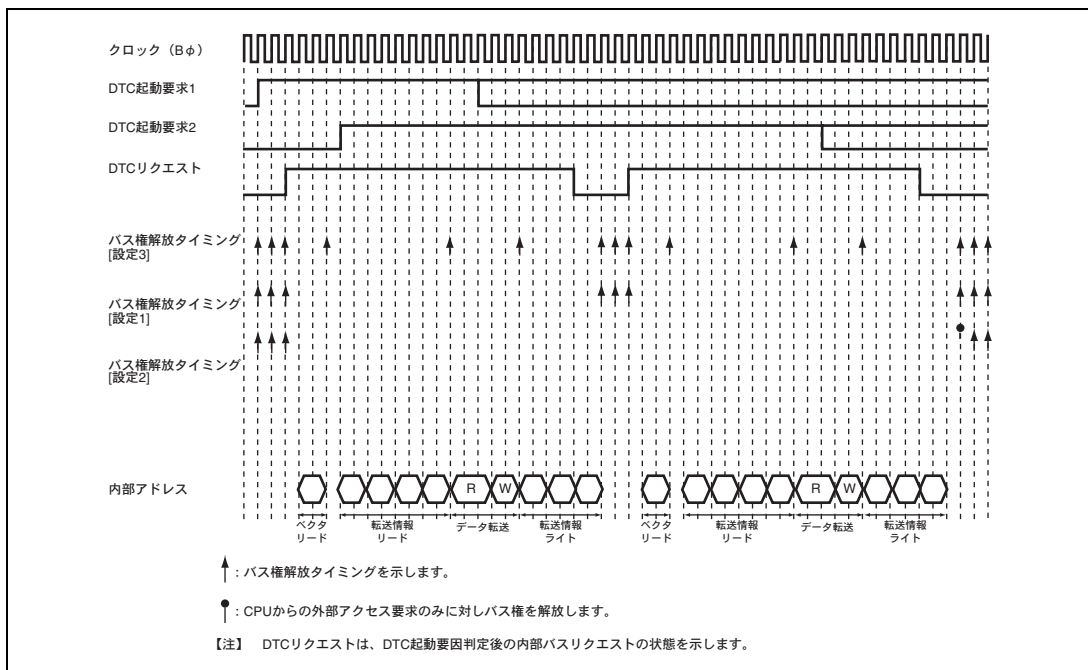 クロック（Bφ）
DTC起動要求1
DTC起動要求2
DTCリクエスト
バス権解放タイミング
[設定3]
バス権解放タイミング
[設定1]
バス権解放タイミング
[設定2]
内部アドレス
R W R W
ベクタ
リード
転送情報
リード
データ転送
転送情報
ライト
ベクタ
リード
転送情報
リード
データ転送
転送情報
ライト
：バス権解放タイミングを示します。
：CPUからの外部アクセス要求のみに対しバス権を解放します。
【注】 DTCリクエストは、DTC起動要因判定後の内部バスリクエストの状態を示します。